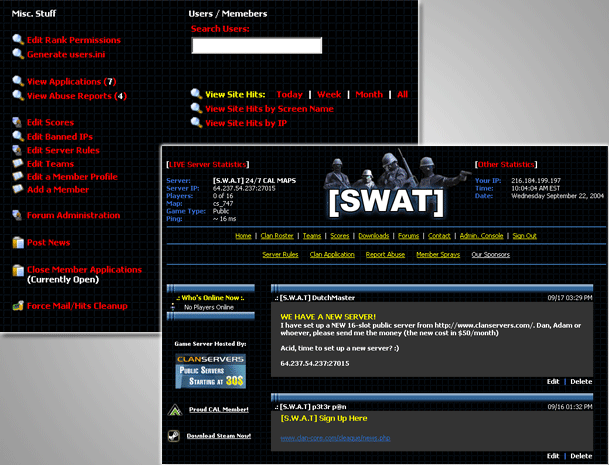 Misc. Stuff
Edit Rank Permissions
Generate users.ini
View Applications (7)
View Abuse Reports (4)
Edit Scores
Edit Banned IPs
Edit Server Rules
Edit Teams
Edit a Member Profile
Add a Member
Forum Administration
Post News
Close Member Applications
(Currently Open)
Force Mail/Hits Cleanup
Users / Memebers
Search Users:
View Site Hits: Today | Week | Month | All
View Site Hits by Screen Name
View Site Hits by IP
[LIVE Server Statistics]
Server: [S.W.A.T] 24/7 CAL MAPS
Server IP: 64.237.54.237:27015
Players: 0 of 16
Map: cs_747
Game Type: Public
Ping: ~ 16 ms
[SWAT]
[Other Statistics]
Your IP: 216.184.199.197
Time: 10:04:04 AM EST
Date: Wednesday September 22, 2004
Home | Clan Roster | Teams | Scores | Downloads | Forums | Contact | Admin. Console | Sign Out
Server Rules Clan Application Report Abuse Member Sprays Our Sponsors
.: Who's Online Now :.
No Players Online
Game Server Hosted By:
CLANSERVERS
PUBLIC SERVERS
STARTING AT 30$
Proud CAL Member!
Download Steam Now!
.: [S.W.A.T] DutchMaster 09/17 03:29 PM
WE HAVE A NEW SERVER!
I have set up a NEW 16-slot public server from http://www.clanservers.com/. Dan, Adam or
whoever, please send me the money (the new cost in $50/month)
Acid, time to set up a new server? :)
64.237.54.237:27015
Edit | Delete
.: [S.W.A.T] p3t3r p@n 09/16 01:32 PM
[S.W.A.T] Sign Up Here
www.clan-core.com/pleague/news.php
Edit | Delete